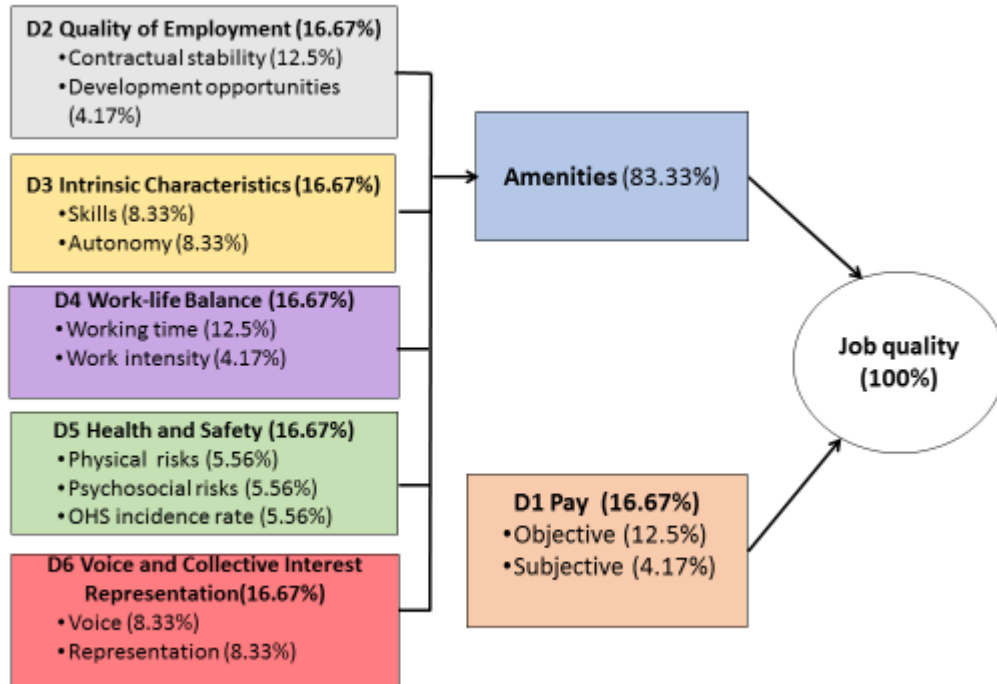 D2 Quality of Employment (16.67%)
•Contractual stability (12.5%)
•Development opportunities
(4.17%)
D3 Intrinsic Characteristics (16.67%)
•Skills (8.33%)
•Autonomy (8.33%)
D4 Work-life Balance (16.67%)
•Working time (12.5%)
•Work intensity (4.17%)
D5 Health and Safety (16.67%)
•Physical risks (5.56%)
•Psychosocial risks (5.56%)
•OHS incidence rate (5.56%)
D6 Voice and Collective Interest
Representation(16.67%)
•Voice (8.33%)
•Representation (8.33%)
Amenities (83.33%)
D1 Pay (16.67%)
•Objective (12.5%)
•Subjective (4.17%)
Job quality
(100%)